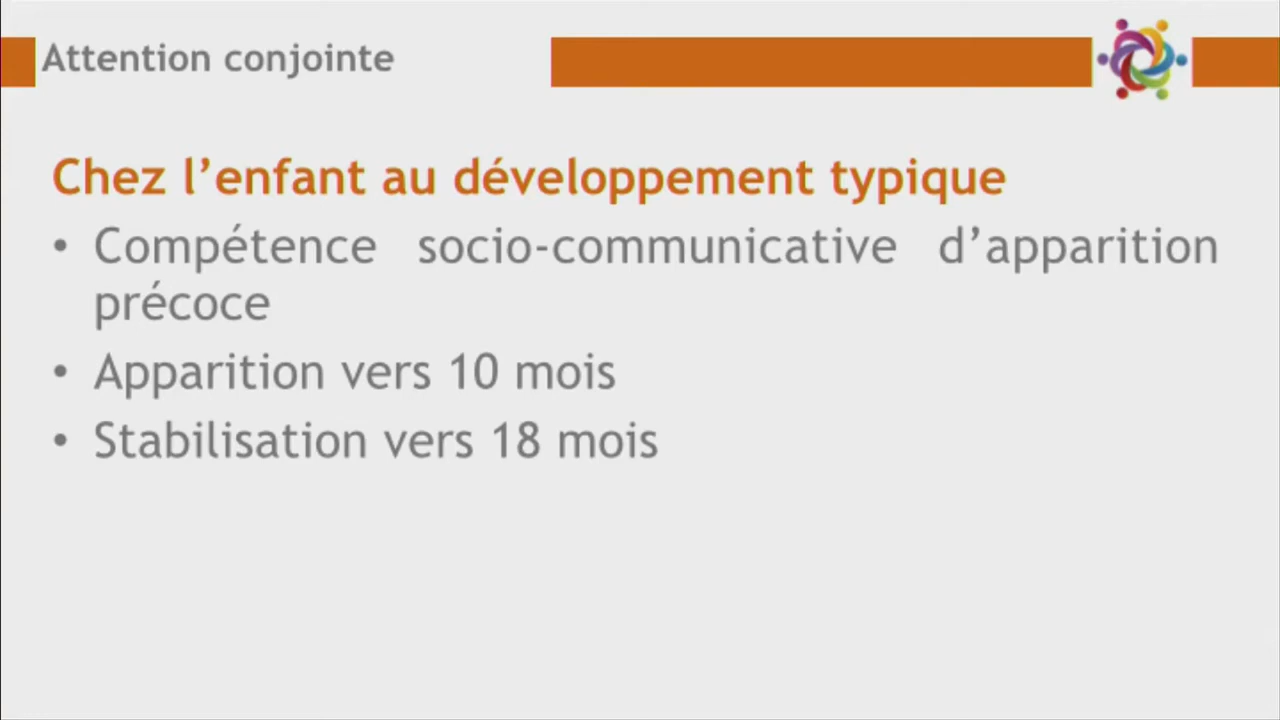 Attention conjointe
Chez l’enfant au développement typique
• Compétence socio-communicative d’apparition
précoce
• Apparition vers 10 mois
• Stabilisation vers 18 mois